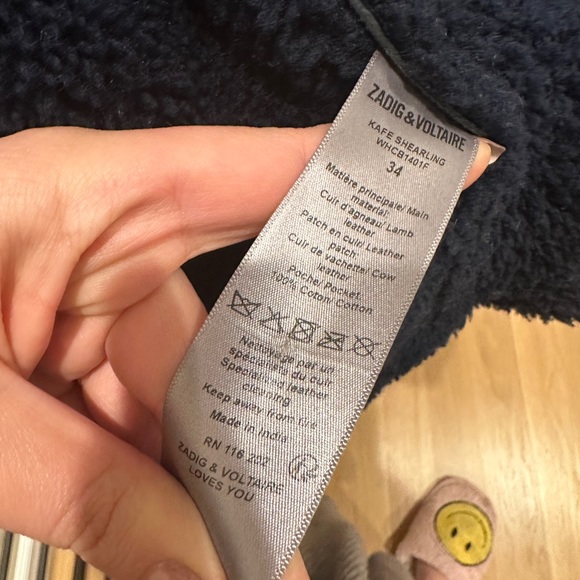 ZADIG&VOLTAIRE
KAFE SHEARLING
WHCB1401F
34
Matière principale/ Main
material:
Cuir d'agneau/ Lamb
leather
Patch en cuir/ Leather
patch:
Cuir de vachette/ Cow
leather
Poche/ Pocket
100% Coton/ Cotton
Nettoyage par un
spécialiste du cuir
Specialised leather
cleaning
Keep away from fire
Made in India
RN 116 202
ZADIG & VOLTAIRE
LOVES YOU